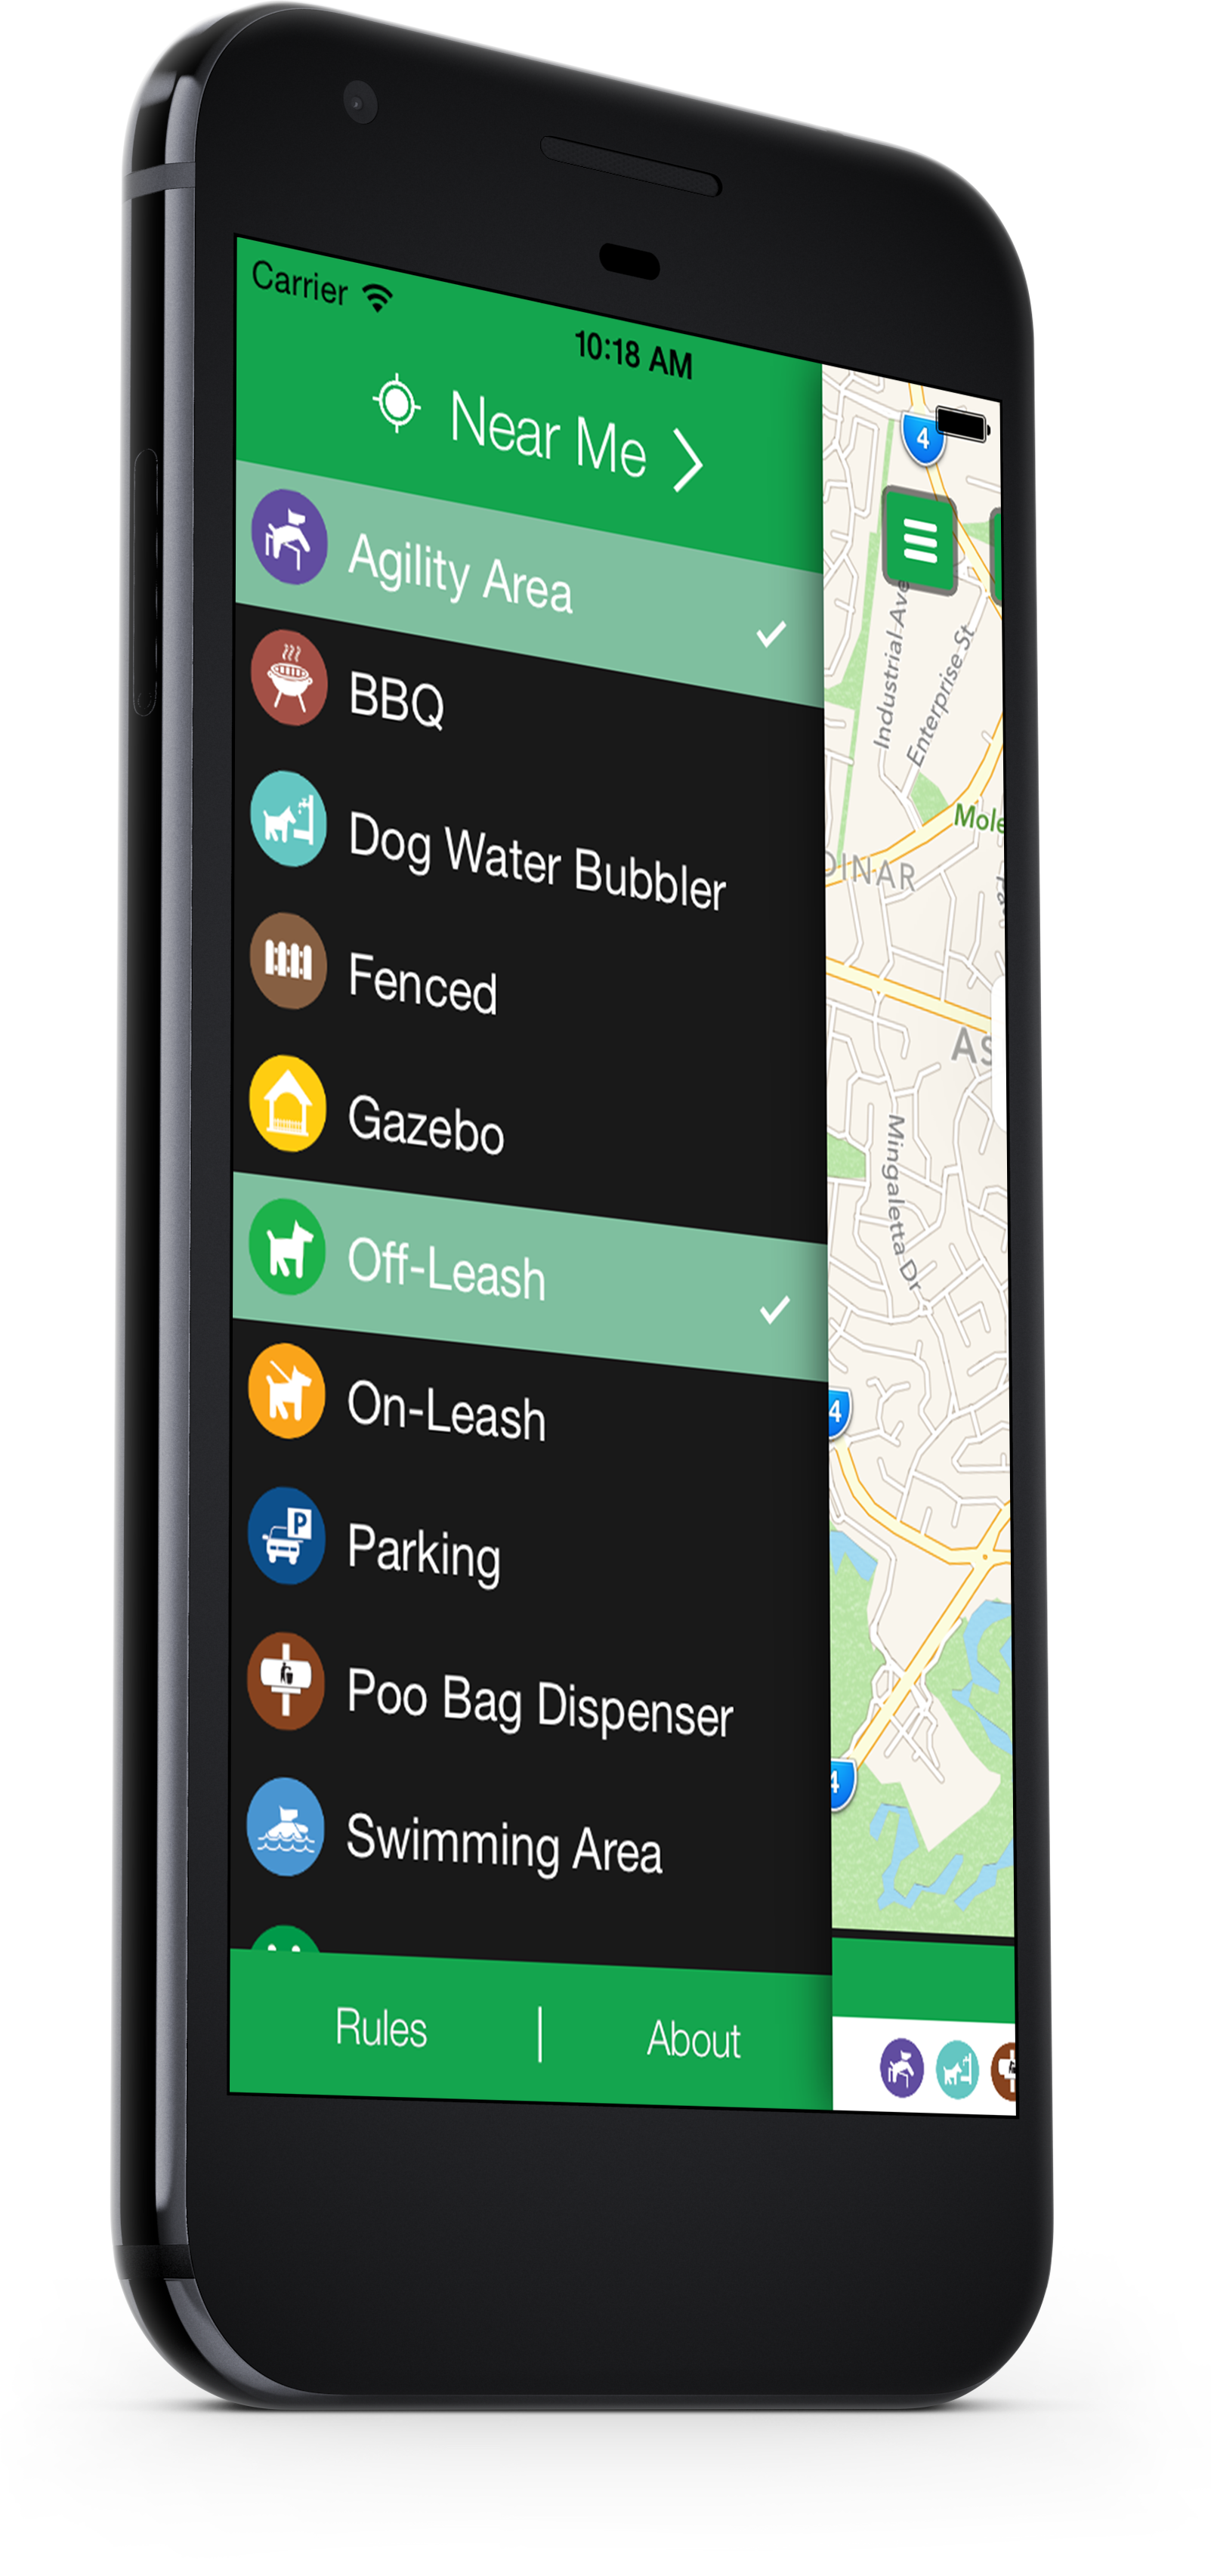 Carrier
10:18 AM
Near Me
Agility Area
BBQ
Dog Water Bubbler
Fenced
Gazebo
Off-Leash
On-Leash
P
Parking
Poo Bag Dispenser
Swimming Area
Rules | About
4
Industrial Ave
Enterprise St
Mole
DINAR
As
Mingaletta Dr
4
4